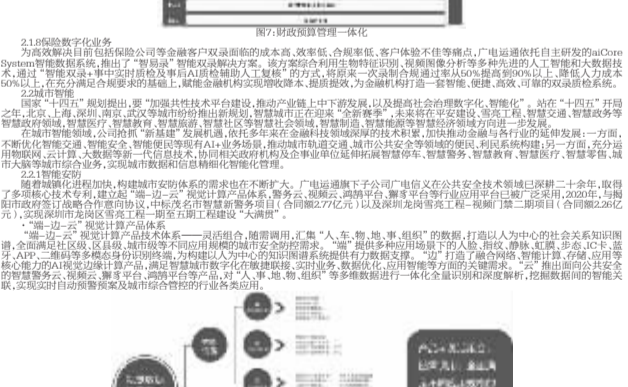 图7：财政预算管理一体化
2.1.8保险数字化业务
为高效解决目前包括保险公司等金融客户双录面临的成本高、效率低、合规率低、客户体验不佳等痛点，广电运通依托自主研发的aiCore
System智能数据系统，推出了“智易录”智能双录解决方案。该方案综合利用生物特征识别、视频图像分析等多种先进的人工智能和大数据技
术，通过“智能双录+事中实时质检及事后AI质检辅助人工复核”的方式，将原来一次录制合规通过率从50%提高到90%以上，降低人力成本
50%以上，在充分满足合规要求的基础上，赋能金融机构实现增收降本、提质提效，为金融机构打造一套智能、便捷、高效、可靠的双录质检系统。
2.2城市智能
国家“十四五”规划提出，要“加强共性技术平台建设，推动产业链上中下游发展，以及提高社会治理数字化、智能化”。站在“十四五”开局
之年，北京、上海、深圳、南京、武汉等城市纷纷推出新规划，智慧城市正在迎来“全新赛季”，未来将在平安建设、雪亮工程、智慧交通、智慧政务等
智慧政府领域，智慧医疗、智慧教育、智慧旅游、智慧社区等智慧社会领域，智慧制造、智慧能源等智慧经济领域方向进一步发展。
在城市智能领域，公司抢抓“新基建”发展机遇，依托多年来在金融科技领域深厚的技术积累，加快推动金融与各行业的延伸发展：一方面，
不断优化智能交通、智能安全、智能便民等现有AI+业务场景，推动城市轨道交通、城市公共安全等领域的便民、利民系统构建；另一方面，充分运
用物联网、云计算、大数据等新一代信息技术，协同相关政府机构及企事业单位延伸拓展智慧停车、智慧警务、智慧教育、智慧医疗、智慧零售、城
市大脑等城市综合业务，实现城市数据和信息精细化智能化管理。
2.2.1智能安防
随着城镇化进程加快，构建城市安防体系的需求也在不断扩大。广电运通旗下子公司广电信义在公共安全技术领域已深耕二十余年，取得
了多项核心技术专利，建立起“端-边-云”视觉计算产品体系，警务云、视频云、鸿鹄平台、獬豸平台等行业应用平台已被广泛采用，2020年，与揭
阳市政府签订战略合作意向协议，中标茂名市智慧新警务项目（合同额2.77亿元）以及深圳龙岗雪亮工程-视频门禁二期项目（合同额2.26亿
元），实现深圳市龙岗区雪亮工程一期至五期工程建设“大满贯”。
·“端-边-云”视觉计算产品体系
“端-边-云”视觉计算产品技术体系——灵活组合，随需调用，汇集“人、车、物、地、事、组织”的数据，打造以人为中心的社会关系知识图
谱，全面满足社区级、区县级、城市级等不同应用规模的城市安全防控需求。“端”提供多种应用场景下的人脸、指纹、静脉、虹膜、步态、IC卡、蓝
牙、APP、二维码等多模态身份识别终端，为构建以人为中心的知识图谱系统提供有力数据支撑。“边”打造了融合网络、智能计算、存储、应用等
核心能力的AI视觉边缘计算产品，满足智慧城市数字化在敏捷联接、实时业务、数据优化、应用智能等方面的关键需求。“云”推出面向公共安全
的智慧警务云、视频云、獬豸平台、鸿鹄平台等产品，对“人、事、地、物、组织”等多维数据进行一体化全量识别和深度解析，挖掘数据间的智能关
联，实现实时自动预警预案及城市综合管控的行业各类应用。